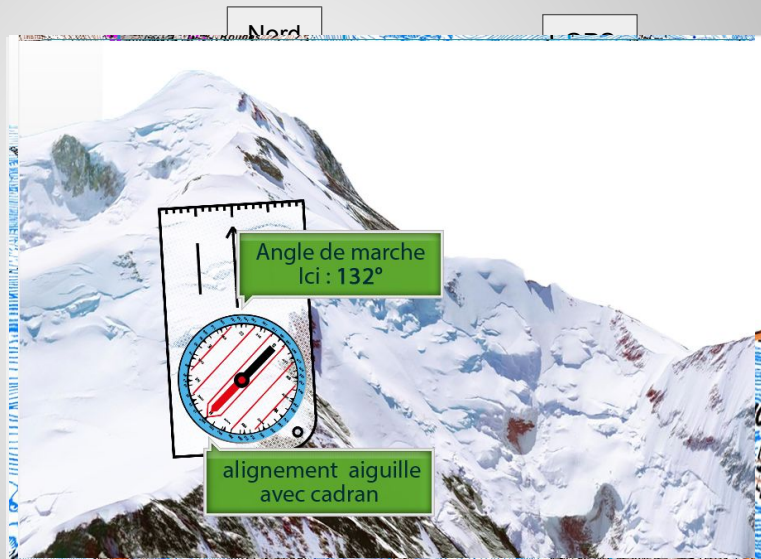 Nord
Angle de marche
Ici : 132°
alignement aiguille
avec cadran